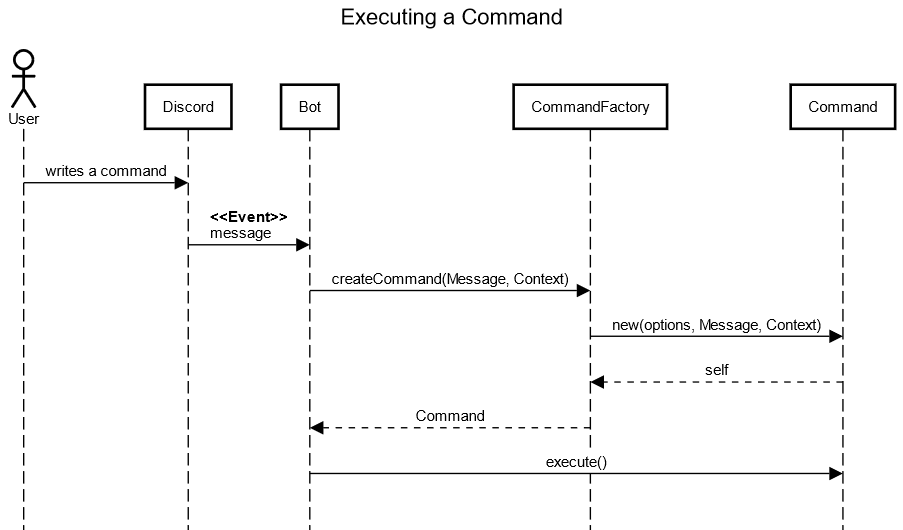 Executing a Command
User
Discord
Bot
CommandFactory
Command
writes a command
<<Event>>
message
createCommand(Message, Context)
new(options, Message, Context)
self
Command
execute()